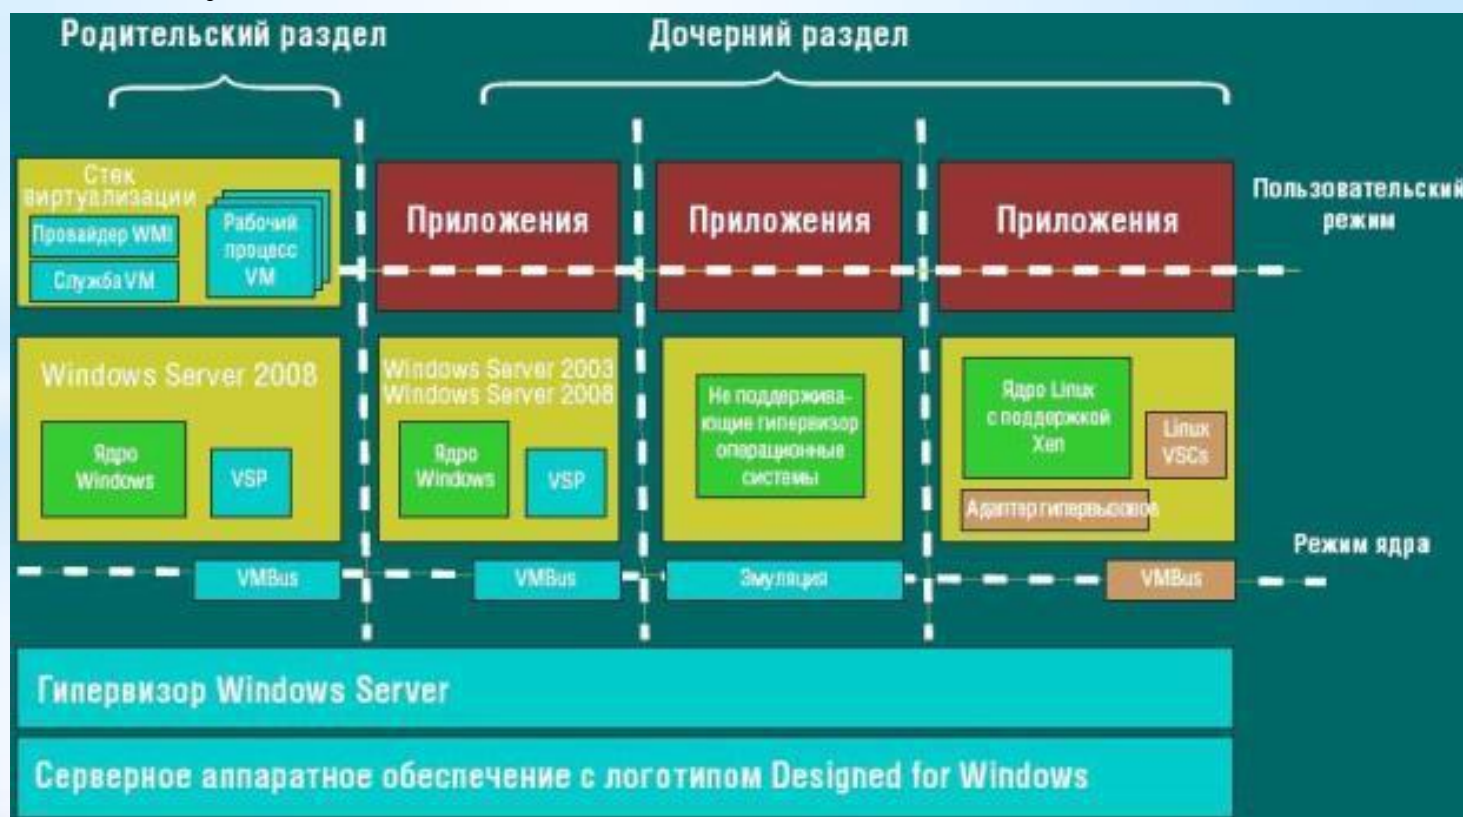 Родительский раздел
Дочерний раздел
Стек
виртуализации
Провайдер WMI
Служба VM
Рабочий
процесс
VM
Приложения
Приложения
Приложения
Пользовательский
режим
Windows Server 2008
Ядро
Windows
VSP
Windows Server 2003
Windows Server 2008
Ядро
Windows
VSP
Не поддержива-
ющие гипервизор
операционные
системы
Ядро Linux
с поддержкой
Xen
Linux
VSCs
Адаптер гипервызовов
Режим ядра
VMBus
VMBus
Эмуляция
VMBus
Гипервизор Windows Server
Серверное аппаратное обеспечение с логотипом Designed for Windows